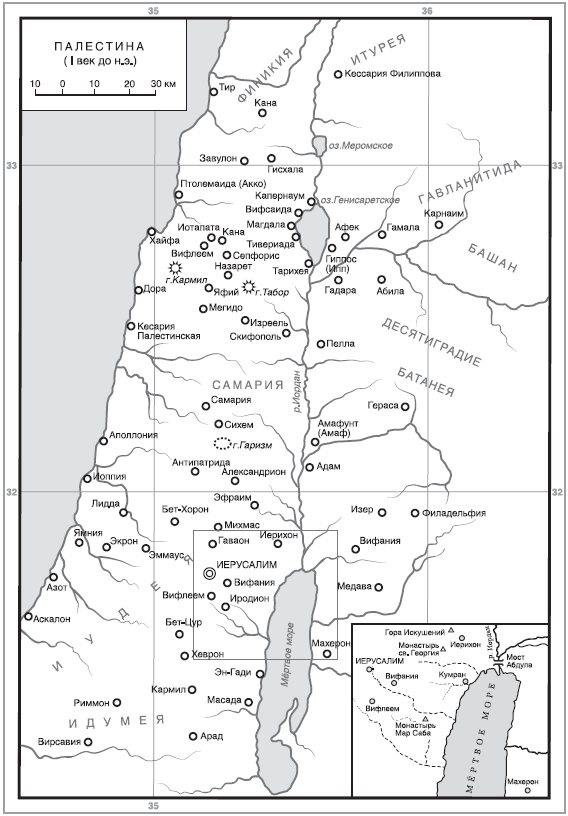 35
36
ПАЛЕСТИНА
( I век до н.э.)
10 0 10 20 30 км
ФИНИКИЯ
ИТУРЕЯ
Кессария Филиппова
Тир
Кана
оз.Меромское
Завулон
Гисхала
33
33
Птолемаида (Акко)
Капернаум
оз.Генисаретское
ГАВЛАНИТИДА
Вифсаида
Карнаим
Магдала
Афек
Гамала
Хайфа
Иотапата
Кана
Тивериада
Вифлеем
Сепфорис
Гиппос
(Ипп)
БАШАН
Назарет
Тарихея
г.Кармил
Яфий
г.Табор
Гадара
Абила
Дора
Мегидо
Изреель
Скифополь
Кесария
Палестинская
Пелла
ДЕСЯТИГРАДИЕ
БАТАНЕЯ
САМАРИЯ
р.Иордан
Самария
Гераса
Сихем
Амафунт
(Амаф)
Аполлония
г.Гаризм
Антипатрида
Александрион
Адам
Иоппия
32
32
Лидда
Ефраим
Бет-Хорон
Изер
Филадельфия
Михмас
Ямния
Экрон
Гаваон
Иерихон
Эммаус
Вифания
ИЕРУСАЛИМ
Азот
Вифания
Медава
Вифлеем
Иродион
Аскалон
ИУДЕЯ
Бет-Цур
Мёртвое море
Махерон
Хеврон
Эн-Гади
Кармил
Риммон
Масада
ИДУМЕЯ
Вирсавия
Арад
35
Гора Искушений
Иерихон
р. Иордан
Монастырь
св. Георгия
Мост
Абдула
ИЕРУСАЛИМ
Вифания
Кумран
Вифлеем
Монастырь
Мар Саба
МЁРТВОЕ МОРЕ
Махерон